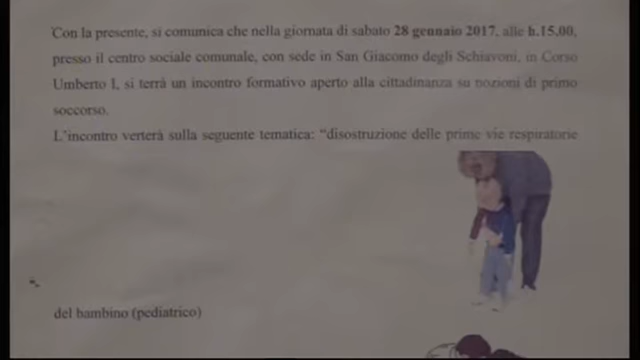 Con la presente, si comunica che nella giornata di sabato 28 gennaio 2017, alle h.15.00,
presso il centro sociale comunale, con sede in San Giacomo degli Schiavoni, in Corso
Umberto I, si terrà un incontro formativo aperto alla cittadinanza su nozioni di primo
soccorso.
L'incontro verterà sulla seguente tematica: "disostruzione delle prime vie respiratorie
del bambino (pediatrico)